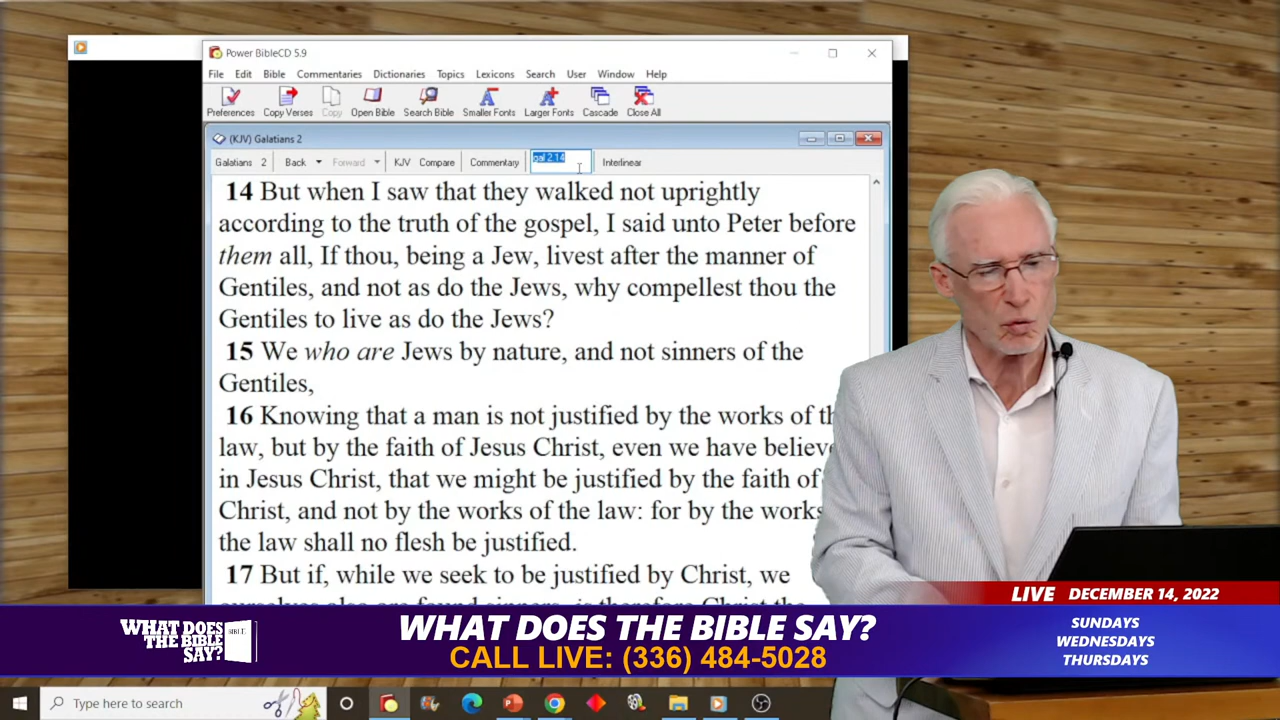 Power BibleCD 5.9
File Edit Bible Commentaries Dictionaries Topics Lexicons Search User Window Help
Preferences Copy Verses Copy Open Bible Search Bible Smaller Fonts Larger Fonts Cascade Close All
(KJV) Galatians 2
Galatians 2 Back Forward KJV Compare Commentary gal 2.14 Interlinear
14 But when I saw that they walked not uprightly
according to the truth of the gospel, I said unto Peter before
them all, If thou, being a Jew, livest after the manner of
Gentiles, and not as do the Jews, why compellest thou the
Gentiles to live as do the Jews?
15 We who are Jews by nature, and not sinners of the
Gentiles,
16 Knowing that a man is not justified by the works of th
law, but by the faith of Jesus Christ, even we have believe
in Jesus Christ, that we might be justified by the faith of
Christ, and not by the works of the law: for by the works
the law shall no flesh be justified.
17 But if, while we seek to be justified by Christ, we
LIVE DECEMBER 14, 2022
WHAT DOES THE BIBLE SAY?
BIBLE
WHAT DOES THE BIBLE SAY?
CALL LIVE: (336) 484-5028
SUNDAYS
WEDNESDAYS
THURSDAYS
Type here to search